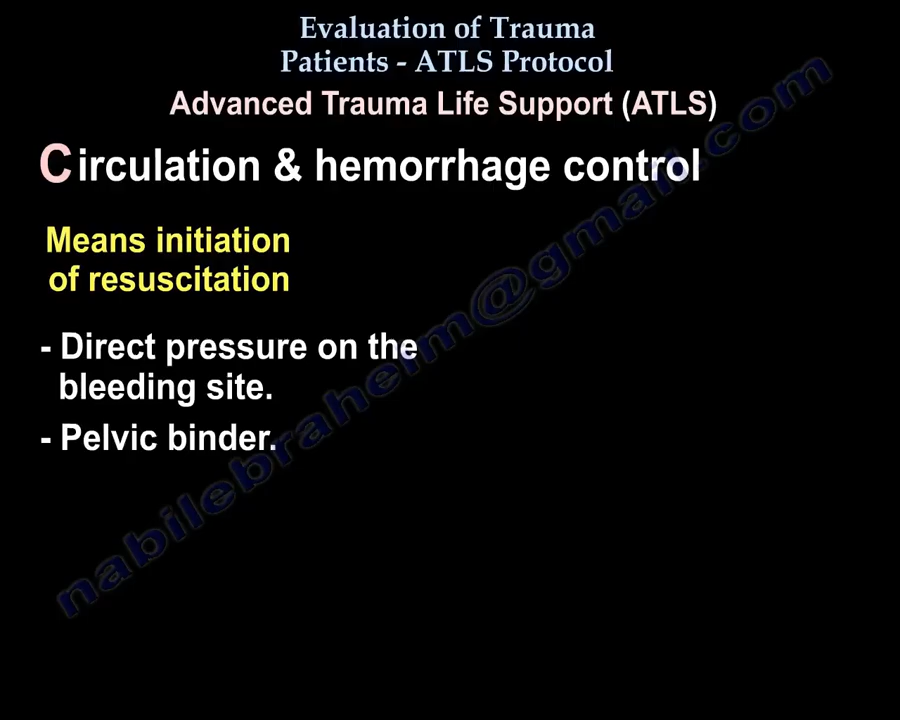 Evaluation of Trauma
Patients - ATLS Protocol
Advanced Trauma Life Support (ATLS)
Circulation & hemorrhage control
Means initiation
of resuscitation
- Direct pressure on the
bleeding site.
- Pelvic binder.
nabilebraheim@gmail.com